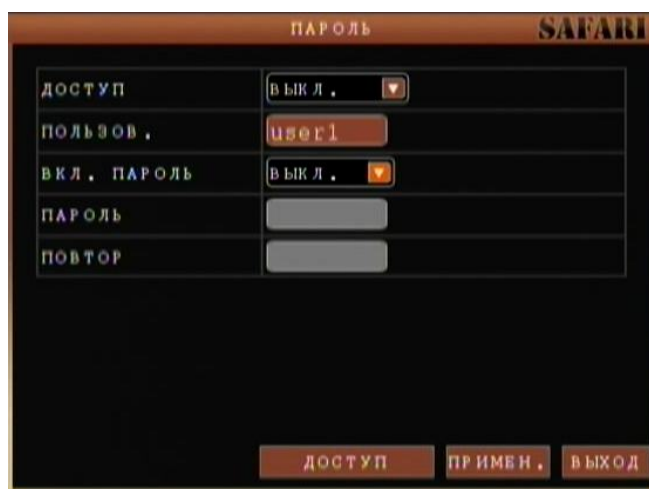 ПАРОЛЬ SAFARI
ДОСТУП ВЫКЛ.
ПОЛЬЗОВ. user1
ВКЛ. ПАРОЛЬ ВЫКЛ.
ПАРОЛЬ
ПОВТОР
ДОСТУП ПРИМЕН. ВЫХОД